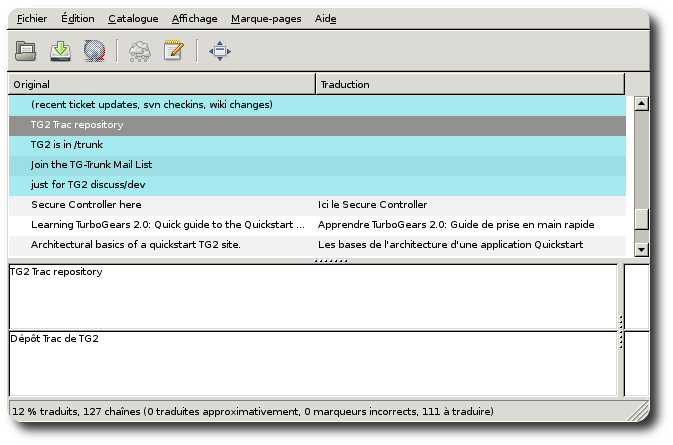 Fichier Édition Catalogue Affichage Marque-pages Aide
Original Traduction
(recent ticket updates, svn checkins, wiki changes)
TG2 Trac repository
TG2 is in /trunk
Join the TG-Trunk Mail List
just for TG2 discuss/dev
Secure Controller here Ici le Secure Controller
Learning TurboGears 2.0: Quick guide to the Quickstart ... Apprendre TurboGears 2.0: Guide de prise en main rapide
Architectural basics of a quickstart TG2 site. Les bases de l'architecture d'une application Quickstart
TG2 Trac repository
Dépôt Trac de TG2
12 % traduits, 127 chaînes (0 traduites approximativement, 0 marqueurs incorrects, 111 à traduire)